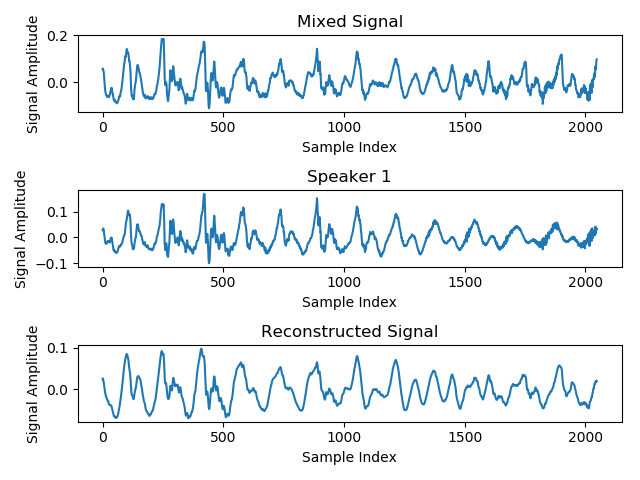 Mixed Signal
Signal Amplitude
0.2
0.0
0 500 1000 1500 2000
Sample Index
Speaker 1
Signal Amplitude
0.1
0.0
−0.1
0 500 1000 1500 2000
Sample Index
Reconstructed Signal
Signal Amplitude
0.1
0.0
0 500 1000 1500 2000
Sample Index